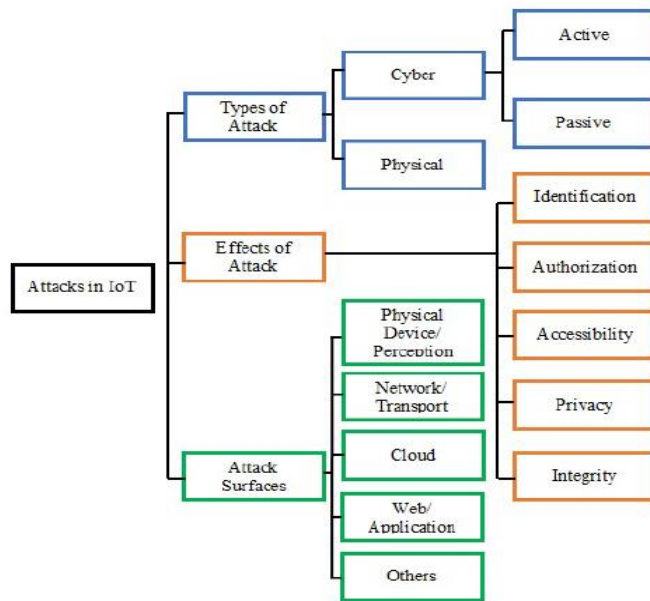 Active
Cyber
Types of
Attack
Passive
Physical
Identification
Effects of
Attack
Authorization
Attacks in IoT
Physical
Device/
Perception
Accessibility
Network/
Transport
Privacy
Cloud
Attack
Surfaces
Integrity
Web/
Application
Others